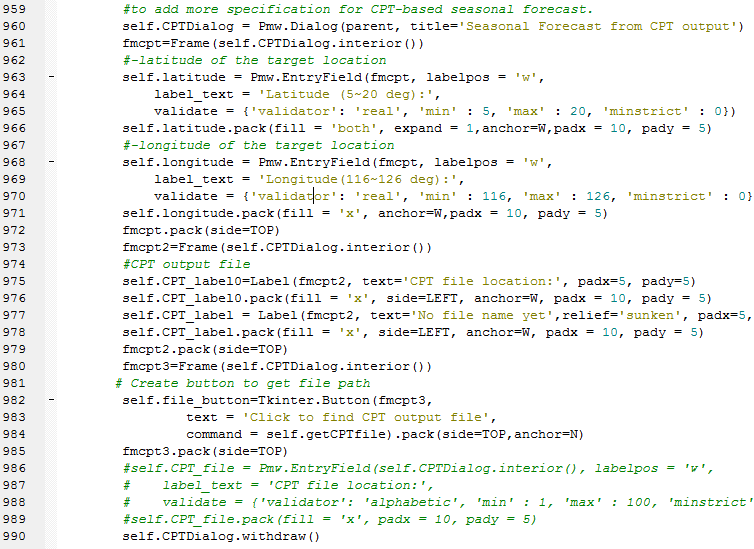 959 #to add more specification for CPT-based seasonal forecast.
960 self.CPTDialog = Pmw.Dialog(parent, title='Seasonal Forecast from CPT output')
961 fmcpt=Frame(self.CPTDialog.interior())
962 #-latitude of the target location
963 - self.latitude = Pmw.EntryField(fmcpt, labelpos = 'w',
964 label_text = 'Latitude (5~20 deg):',
965 validate = {'validator': 'real', 'min' : 5, 'max' : 20, 'minstrict' : 0})
966 self.latitude.pack(fill = 'both', expand = 1,anchor=W,padx = 10, pady = 5)
967 #-longitude of the target location
968 - self.longitude = Pmw.EntryField(fmcpt, labelpos = 'w',
969 label_text = 'Longitude(116~126 deg):',
970 validate = {'validator': 'real', 'min' : 116, 'max' : 126, 'minstrict' : 0}
971 self.longitude.pack(fill = 'x', anchor=W,padx = 10, pady = 5)
972 fmcpt.pack(side=TOP)
973 fmcpt2=Frame(self.CPTDialog.interior())
974 #CPT output file
975 self.CPT_label0=Label(fmcpt2, text='CPT file location:', padx=5, pady=5)
976 self.CPT_label0.pack(fill = 'x', side=LEFT, anchor=W, padx = 10, pady = 5)
977 self.CPT_label = Label(fmcpt2, text='No file name yet',relief='sunken', padx=5,
978 self.CPT_label.pack(fill = 'x', side=LEFT, anchor=W, padx = 10, pady = 5)
979 fmcpt2.pack(side=TOP)
980 fmcpt3=Frame(self.CPTDialog.interior())
981 # Create button to get file path
982 - self.file_button=Tkinter.Button(fmcpt3,
983 text = 'Click to find CPT output file',
984 command = self.getCPTfile).pack(side=TOP,anchor=N)
985 fmcpt3.pack(side=TOP)
986 #self.CPT_file = Pmw.EntryField(self.CPTDialog.interior(), labelpos = 'w',
987 # label_text = 'CPT file location:',
988 # validate = {'validator': 'alphabetic', 'min' : 1, 'max' : 100, 'minstrict'
989 #self.CPT_file.pack(fill = 'x', padx = 10, pady = 5)
990 self.CPTDialog.withdraw()